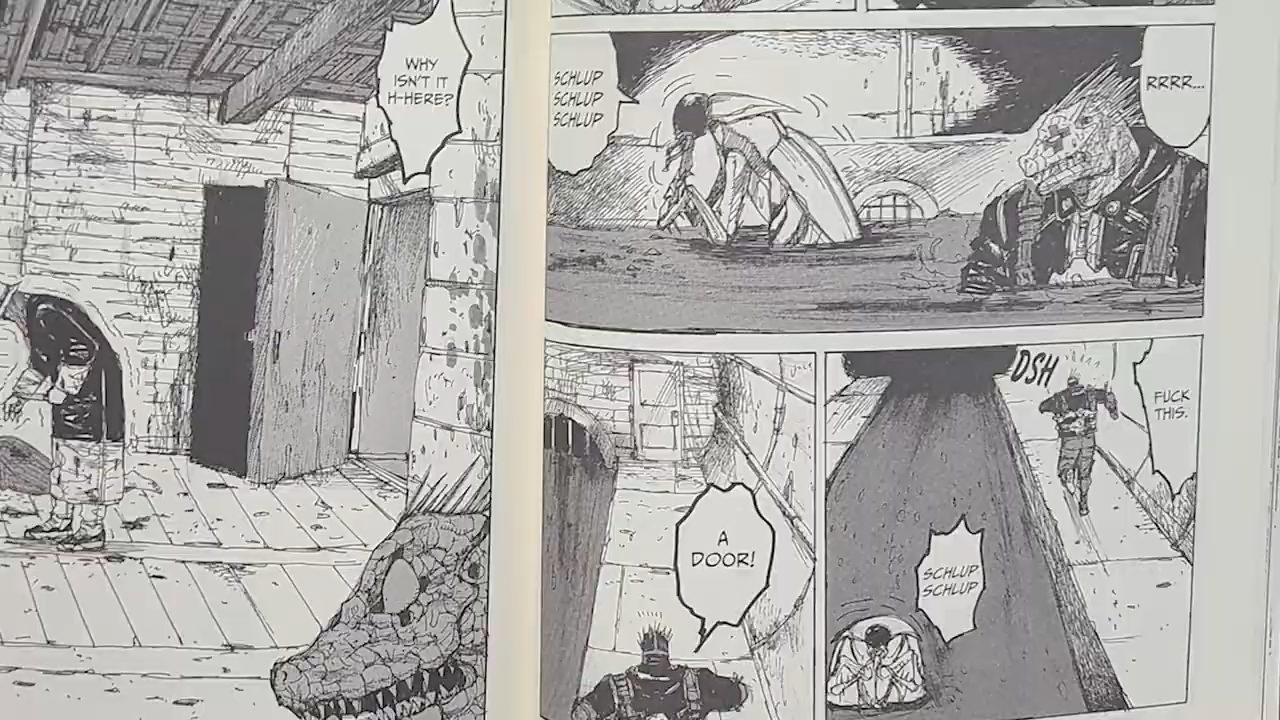 RRRR...
SCHLUP
SCHLUP
SCHLUP
FUCK
THIS.
DSH
SCHLUP
SCHLUP
A
DOOR!
WHY
ISN'T IT
H-HERE?